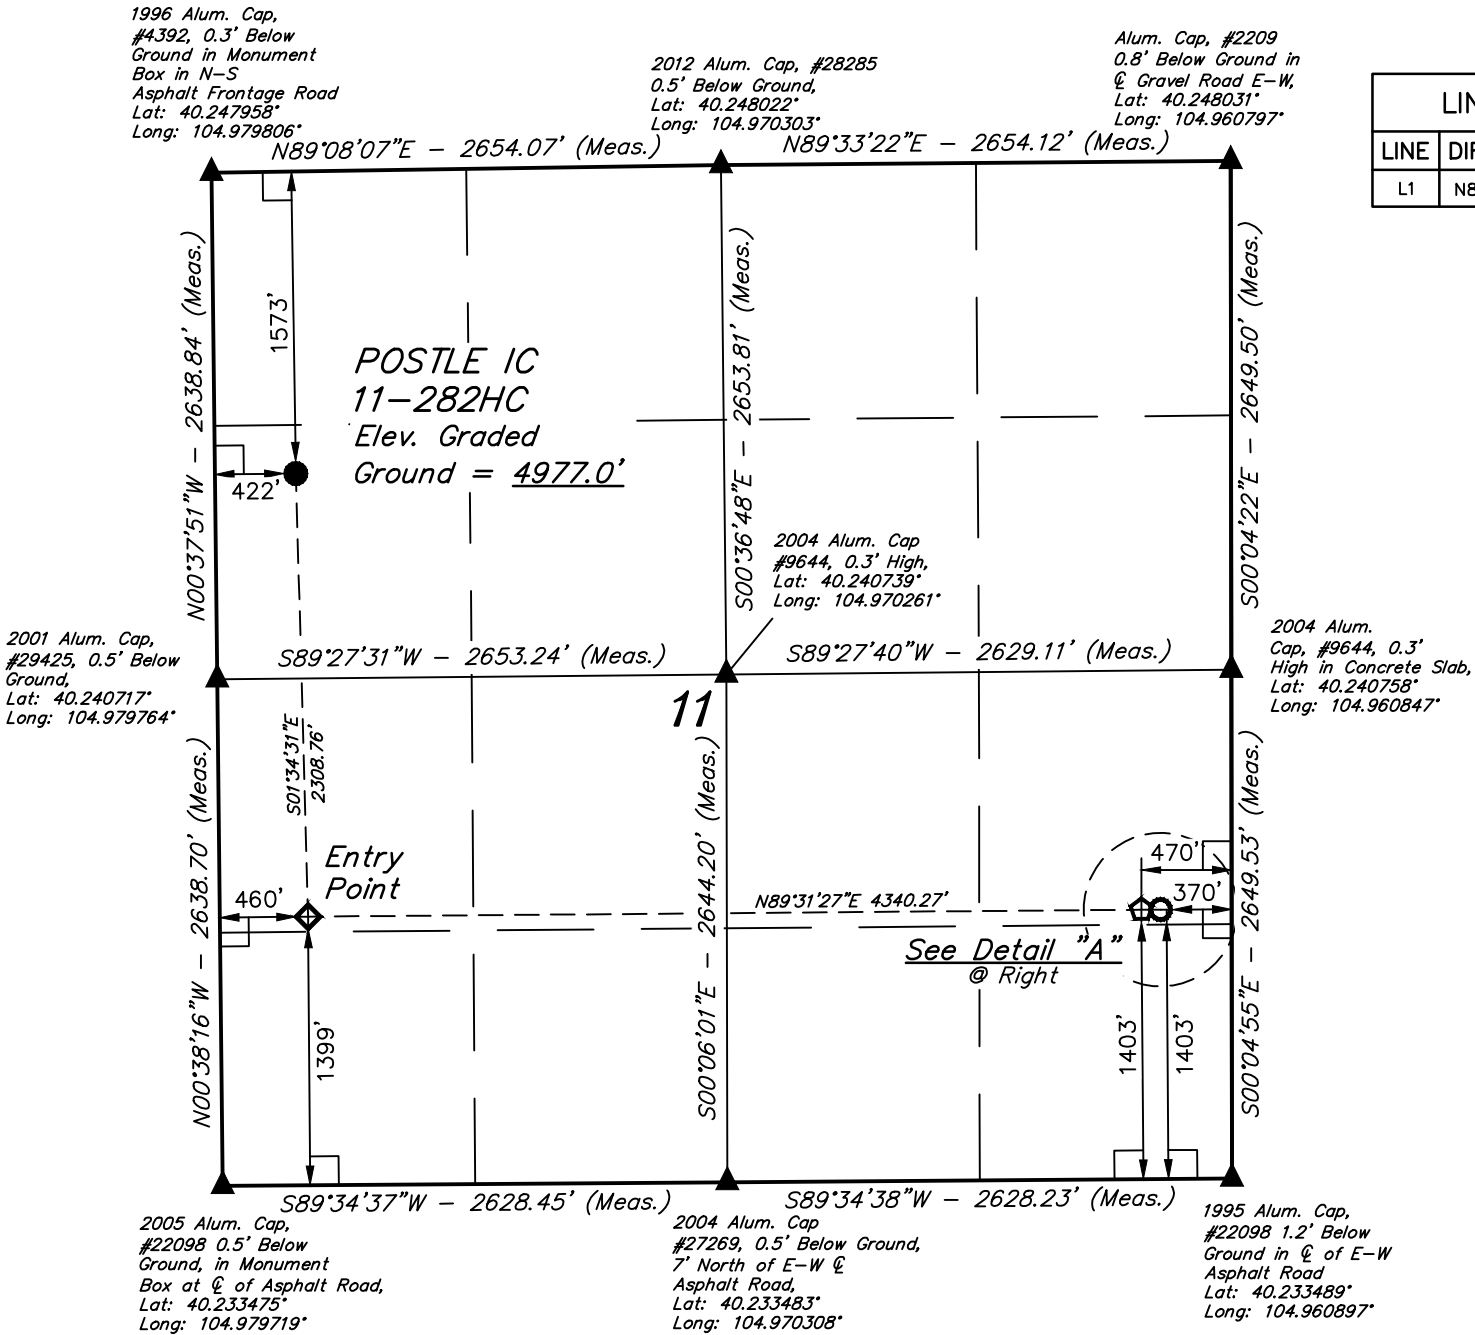 1996 Alum. Cap,
#4392, 0.3' Below
Ground in Monument
Box in N-S
Asphalt Frontage Road
Lat: 40.247958°
Long: 104.979806°
2012 Alum. Cap, #28285
0.5' Below Ground,
Lat: 40.248022°
Long: 104.970303°
Alum. Cap, #2209
0.8' Below Ground in
℄ Gravel Road E-W,
Lat: 40.248031°
Long: 104.960797°
N89°08'07"E - 2654.07' (Meas.)
N89°33'22"E - 2654.12' (Meas.)
LINE
L1
N00°37'51"W - 2638.84' (Meas.)
1573'
POSTLE IC
11-282HC
Elev. Graded
Ground = 4977.0'
422'
S00°36'48"E - 2653.81' (Meas.)
S00°04'22"E - 2649.50' (Meas.)
2004 Alum. Cap
#9644, 0.3' High,
Lat: 40.240739°
Long: 104.970261°
2001 Alum. Cap,
#29425, 0.5' Below
Ground,
Lat: 40.240717°
Long: 104.979764°
S89°27'31"W - 2653.24' (Meas.)
S89°27'40"W - 2629.11' (Meas.)
2004 Alum.
Cap, #9644, 0.3'
High in Concrete Slab,
Lat: 40.240758°
Long: 104.960847°
11
N00°38'16"W - 2638.70' (Meas.)
S01°34'31"E
2308.76'
Entry
Point
460'
1399'
S00°06'01"E - 2644.20' (Meas.)
N89°31'27"E 4340.27'
See Detail "A"
@ Right
470'
370'
1403'
1403'
S00°04'55"E - 2649.53' (Meas.)
S89°34'37"W - 2628.45' (Meas.)
S89°34'38"W - 2628.23' (Meas.)
2005 Alum. Cap,
#22098 0.5' Below
Ground, in Monument
Box at ℄ of Asphalt Road,
Lat: 40.233475°
Long: 104.979719°
2004 Alum. Cap
#27269, 0.5' Below Ground,
7' North of E-W ℄
Asphalt Road,
Lat: 40.233483°
Long: 104.970308°
1995 Alum. Cap,
#22098 1.2' Below
Ground in ℄ of E-W
Asphalt Road
Lat: 40.233489°
Long: 104.960897°